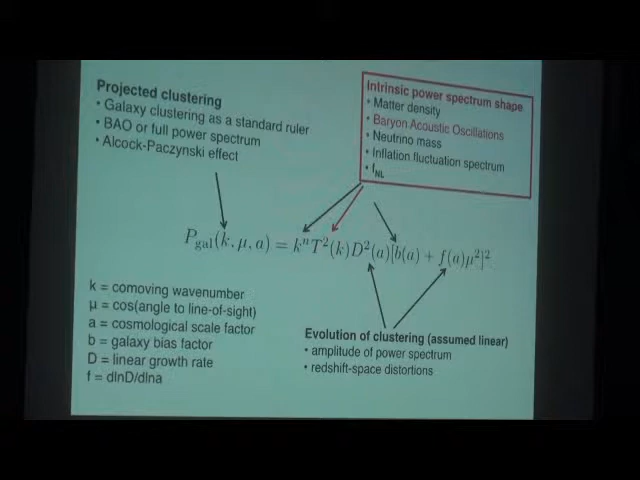 Projected clustering
• Galaxy clustering as a standard ruler
• BAO or full power spectrum
• Alcock-Paczynski effect
Intrinsic power spectrum shape
• Matter density
• Baryon Acoustic Oscillations
• Neutrino mass
• Inflation fluctuation spectrum
• f_NL
P_gal(k, μ, a) = k^n T²(k)D²(a)[b(a) + f(a)μ²]²
k = comoving wavenumber
μ = cos(angle to line-of-sight)
a = cosmological scale factor
b = galaxy bias factor
D = linear growth rate
f = dlnD/dlna
Evolution of clustering (assumed linear)
• amplitude of power spectrum
• redshift-space distortions